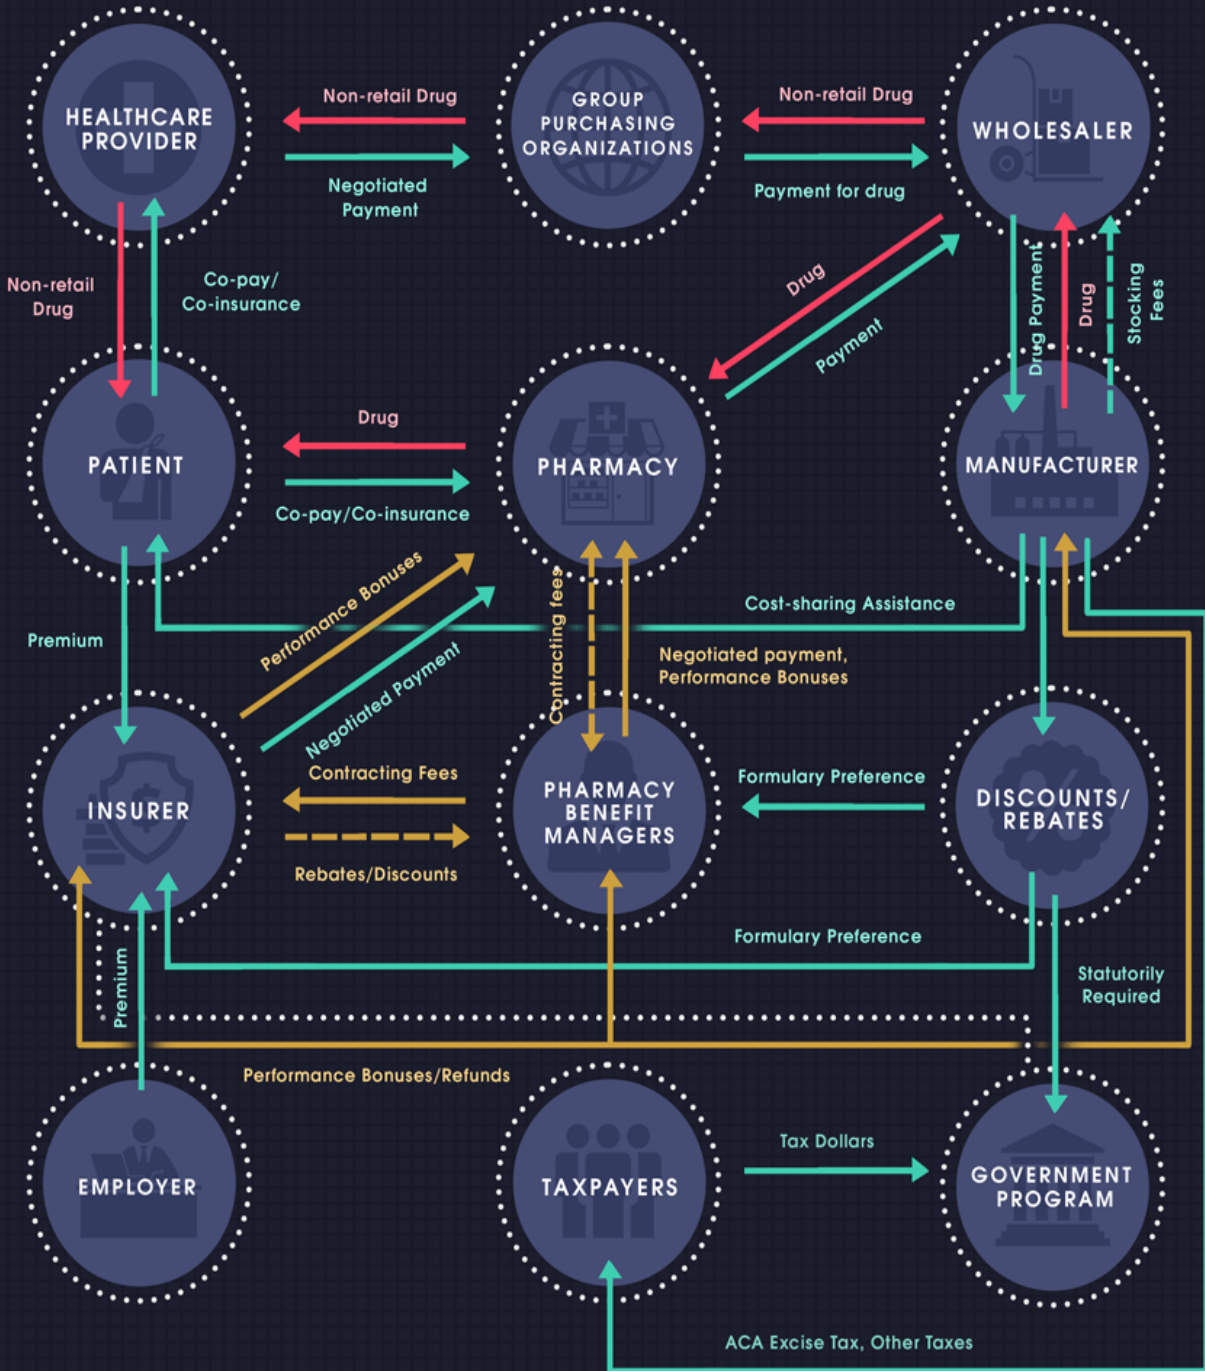 HEALTHCARE
PROVIDER
Non-retail Drug
Negotiated
Payment
GROUP
PURCHASING
ORGANIZATIONS
Non-retail Drug
Payment for drug
WHOLESALER
Non-retail
Drug
Co-pay/
Co-insurance
Drug
Payment
Drug Payment
Drug
Stocking
Fees
PATIENT
Drug
Co-pay/Co-insurance
PHARMACY
MANUFACTURER
Premium
Performance Bonuses
Negotiated Payment
Contracting fees
Cost-sharing Assistance
Negotiated payment,
Performance Bonuses
INSURER
Contracting Fees
Rebates/Discounts
PHARMACY
BENEFIT
MANAGERS
Formulary Preference
DISCOUNTS/
REBATES
Formulary Preference
Premium
Statutorily
Required
Performance Bonuses/Refunds
EMPLOYER
TAXPAYERS
Tax Dollars
GOVERNMENT
PROGRAM
ACA Excise Tax, Other Taxes